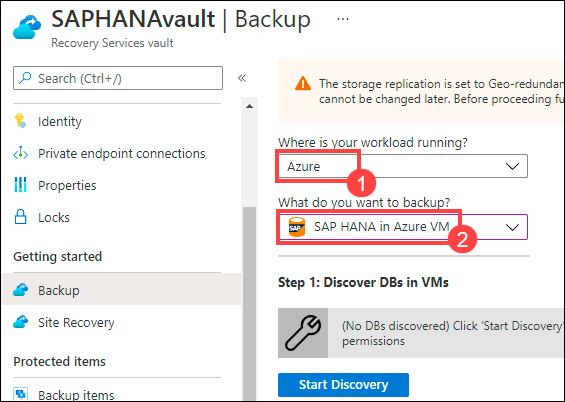 SAPHANAvault | Backup ...
Recovery Services vault
Search (Ctrl+/)
«
Identity
Private endpoint connections
Properties
Locks
Getting started
Backup
Site Recovery
Protected items
Backup items
The storage replication is set to Geo-redundan
cannot be changed later. Before proceeding fu
Where is your workload running?
Azure
1
What do you want to backup?
SAP SAP HANA in Azure VM
2
Step 1: Discover DBs in VMs
(No DBs discovered) Click 'Start Discovery'
permissions
Start Discovery